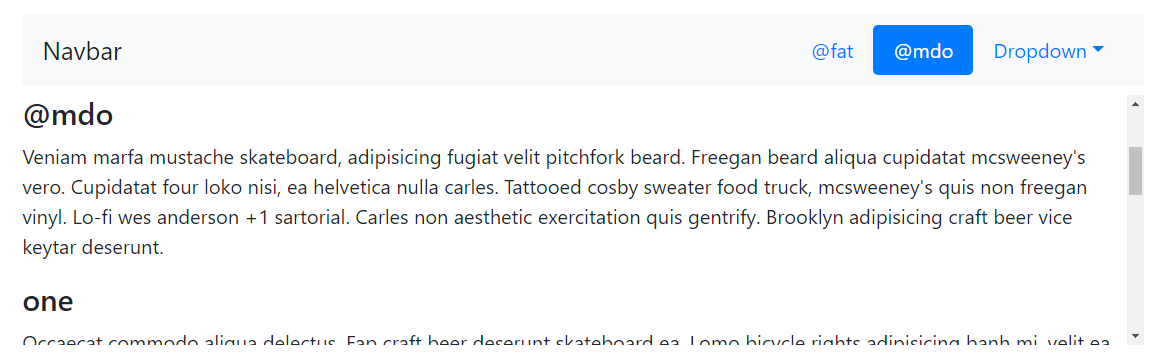 Navbar @fat @mdo Dropdown
@mdo
Veniam marfa mustache skateboard, adipisicing fugiat velit pitchfork beard. Freegan beard aliqua cupidatat mcsweeney's
vero. Cupidatat four loko nisi, ea helvetica nulla carles. Tattooed cosby sweater food truck, mcsweeney's quis non freegan
vinyl. Lo-fi wes anderson +1 sartorial. Carles non aesthetic exercitation quis gentrify. Brooklyn adipisicing craft beer vice
keytar deserunt.
one
Occaecat commodo aliqua delectus. Fap craft beer deserunt skateboard ea. Lomo bicycle rights adipisicing banh mi, velit ea